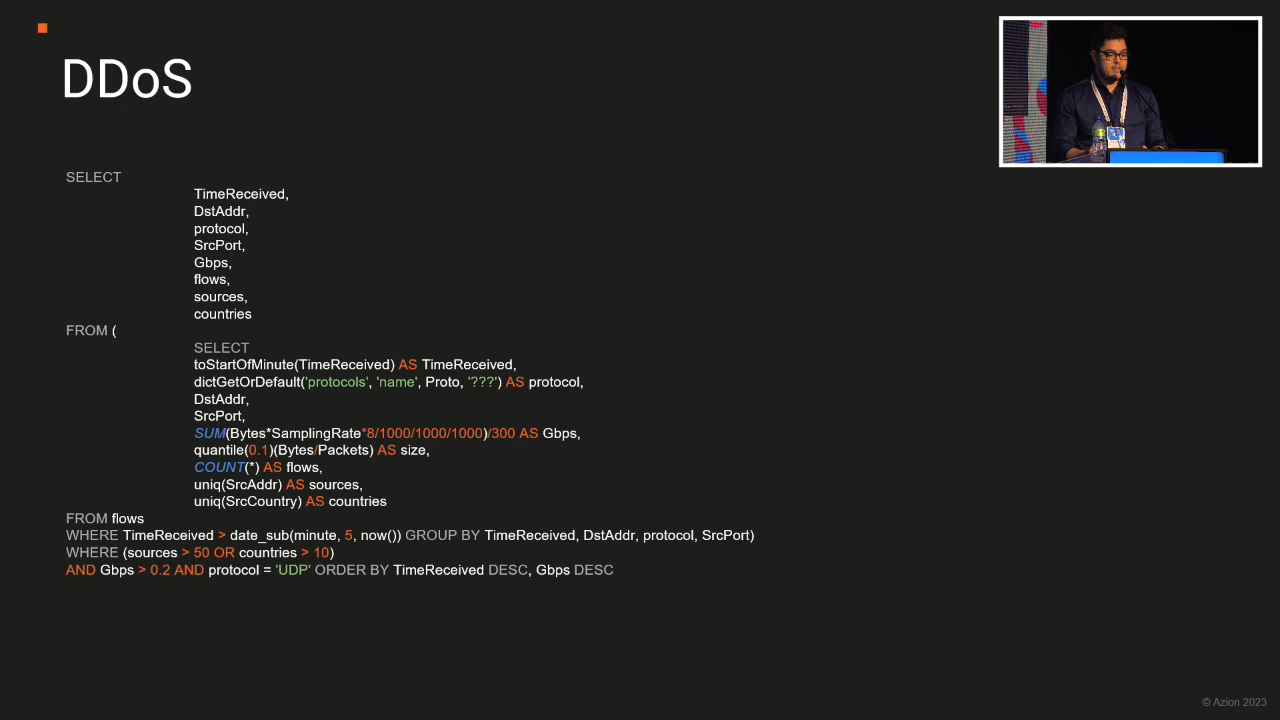 DDoS
SELECT
TimeReceived,
DstAddr,
protocol,
SrcPort,
Gbps,
flows,
sources,
countries
FROM (
SELECT
toStartOfMinute(TimeReceived) AS TimeReceived,
dictGetOrDefault('protocols', 'name', Proto, '???') AS protocol,
DstAddr,
SrcPort,
SUM(Bytes*SamplingRate*8/1000/1000/1000)/300 AS Gbps,
quantile(0.1)(Bytes/Packets) AS size,
COUNT(*) AS flows,
uniq(SrcAddr) AS sources,
uniq(SrcCountry) AS countries
FROM flows
WHERE TimeReceived > date_sub(minute, 5, now()) GROUP BY TimeReceived, DstAddr, protocol, SrcPort)
WHERE (sources > 50 OR countries > 10)
AND Gbps > 0.2 AND protocol = 'UDP' ORDER BY TimeReceived DESC, Gbps DESC
© Azion 2023